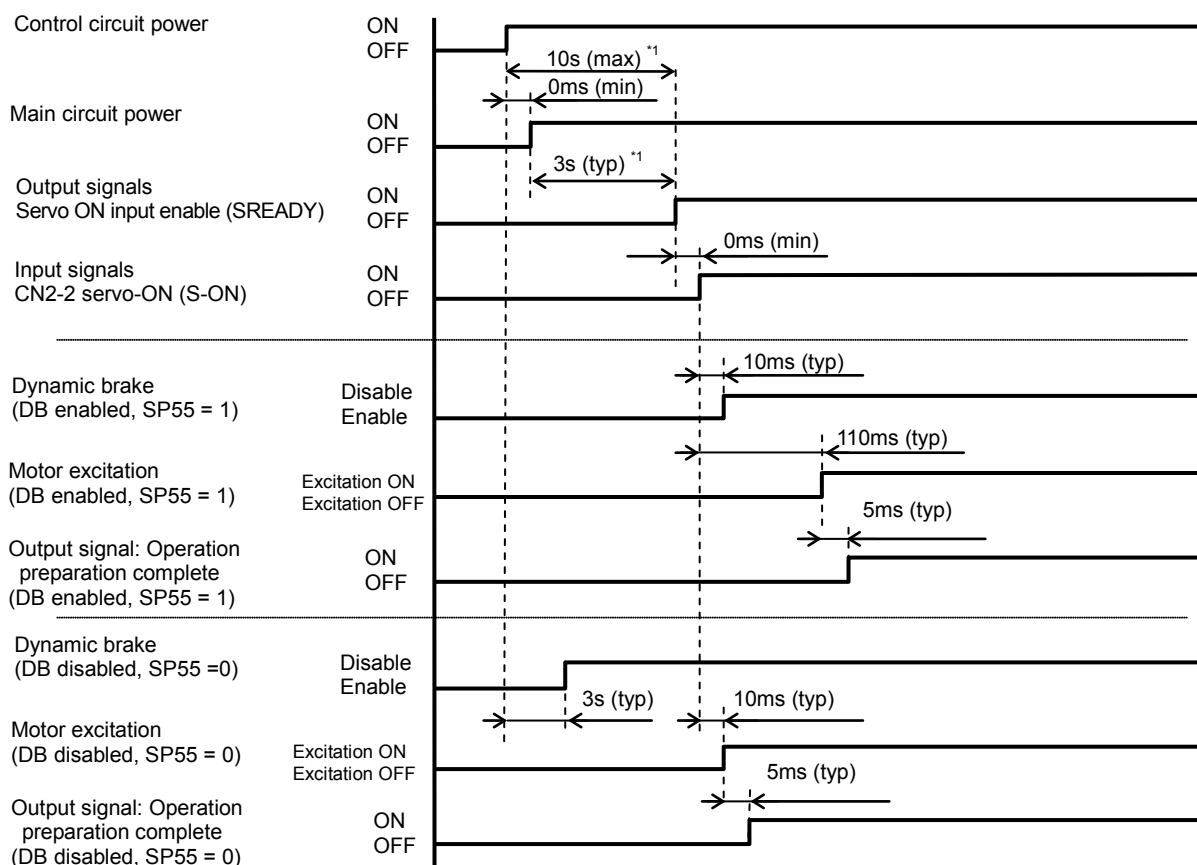 Control circuit power
ON
OFF
10s (max) *1
0ms (min)
Main circuit power
ON
OFF
3s (typ) *1
Output signals
Servo ON input enable (SREADY)
ON
OFF
0ms (min)
Input signals
CN2-2 servo-ON (S-ON)
ON
OFF
10ms (typ)
Dynamic brake
(DB enabled, SP55 = 1)
Disable
Enable
110ms (typ)
Motor excitation
(DB enabled, SP55 = 1)
Excitation ON
Excitation OFF
5ms (typ)
Output signal: Operation
preparation complete
(DB enabled, SP55 = 1)
ON
OFF
Dynamic brake
(DB disabled, SP55 =0)
Disable
Enable
3s (typ)
10ms (typ)
Motor excitation
(DB disabled, SP55 = 0)
Excitation ON
Excitation OFF
5ms (typ)
Output signal: Operation
preparation complete
(DB disabled, SP55 = 0)
ON
OFF